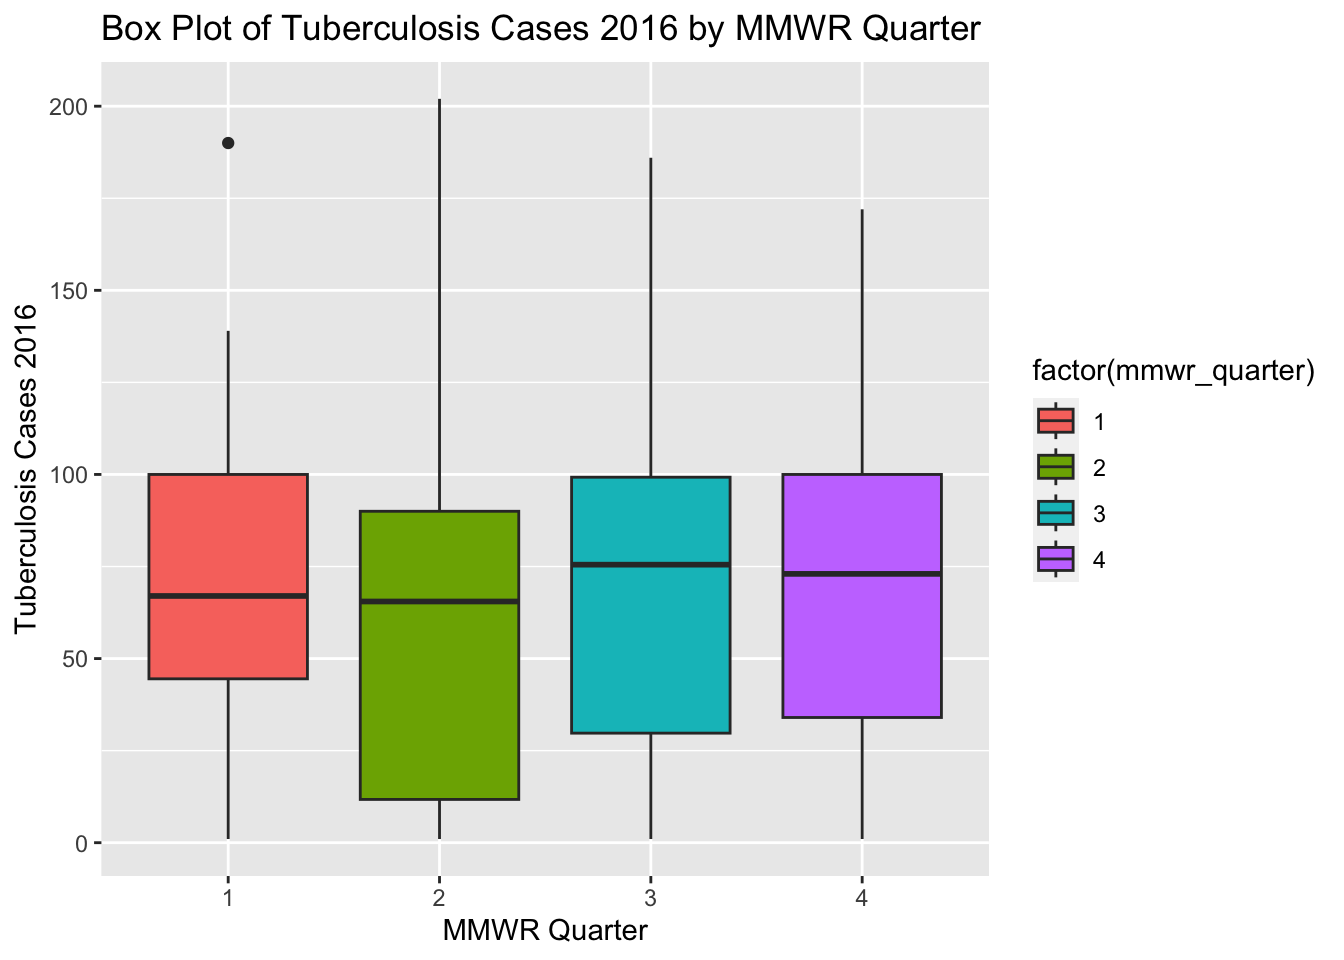 Box Plot of Tuberculosis Cases 2016 by MMWR Quarter
Tuberculosis Cases 2016
200
150
100
50
0
1 2 3 4
MMWR Quarter
factor(mmwr_quarter)
1
2
3
4